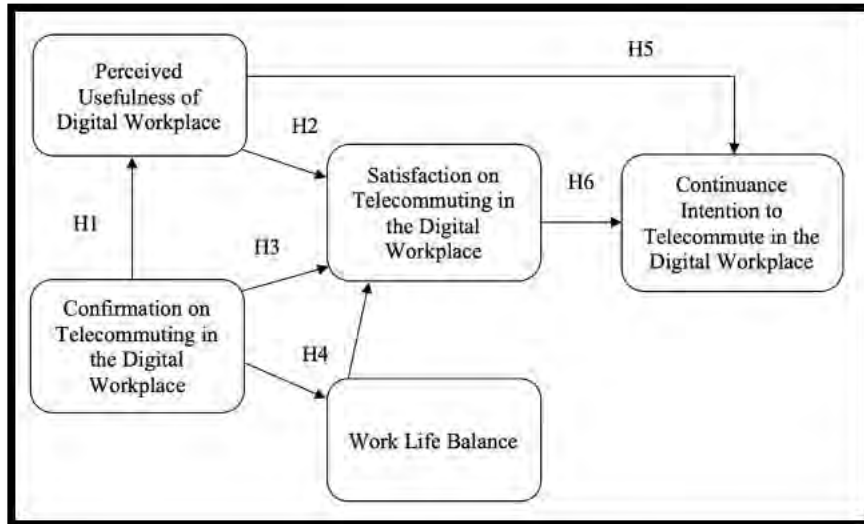 Perceived
Usefulness of
Digital Workplace
H5
H2
Satisfaction on
Telecommuting in
the Digital
Workplace
H6
Continuance
Intention to
Telecommute in the
Digital Workplace
H1
H3
Confirmation on
Telecommuting in
the Digital
Workplace
H4
Work Life Balance